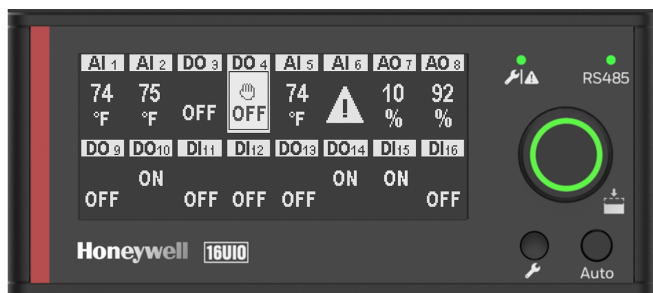 AI 1 AI 2 DO 3 DO 4 AI 5 AI 6 AO 7 AO 8
74 75 74 10 92
°F °F OFF OFF °F % %
DO 9 DO10 DI11 DI12 DO13 DO14 DI15 DI16
ON ON ON
OFF OFF OFF OFF OFF
RS485
Honeywell 16UIO
Auto